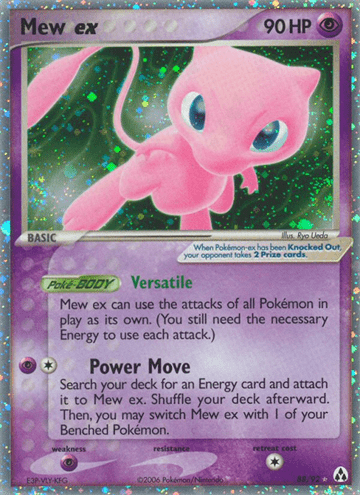 Mew ex 90 HP
BASIC
Illus. Ryo Ueda
When Pokémon-ex has been Knocked Out,
your opponent takes 2 Prize cards.
Poké-BODY Versatile
Mew ex can use the attacks of all Pokémon in
play as its own. (You still need the necessary
Energy to use each attack.)
Power Move
Search your deck for an Energy card and attach
it to Mew ex. Shuffle your deck afterward.
Then, you may switch Mew ex with 1 of your
Benched Pokémon.
weakness resistance retreat cost
©2006 Pokémon/Nintendo
88/92